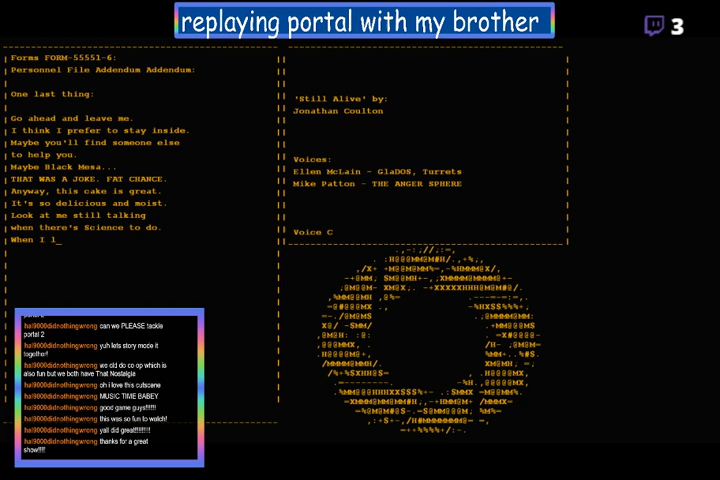 replaying portal with my brother
3
Forms FORM-55551-6:
Personnel File Addendum Addendum:
One last thing:
Go ahead and leave me.
I think I prefer to stay inside.
Maybe you'll find someone else
to help you.
Maybe Black Mesa...
THAT WAS A JOKE. FAT CHANCE.
Anyway, this cake is great.
It's so delicious and moist.
Look at me still talking
when there's Science to do.
When I l_
'Still Alive' by:
Jonathan Coulton
Voices:
Ellen McLain - GlaDOS, Turrets
Mike Patton - THE ANGER SPHERE
Voice C
hal9000didnothingwrong can we PLEASE tackle
portal 2
hal9000didnothingwrong yuh lets story mode it
together!
hal9000didnothingwrong we did do co op which is
also fun but we both have That Nostalgia
hal9000didnothingwrong oh i love this cutscene
hal9000didnothingwrong MUSIC TIME BABEY
hal9000didnothingwrong good game guys!!!!!!
hal9000didnothingwrong this was so fun to watch!
hal9000didnothingwrong yall did great!!!!!!!!!
hal9000didnothingwrong thanks for a great
show!!!!!